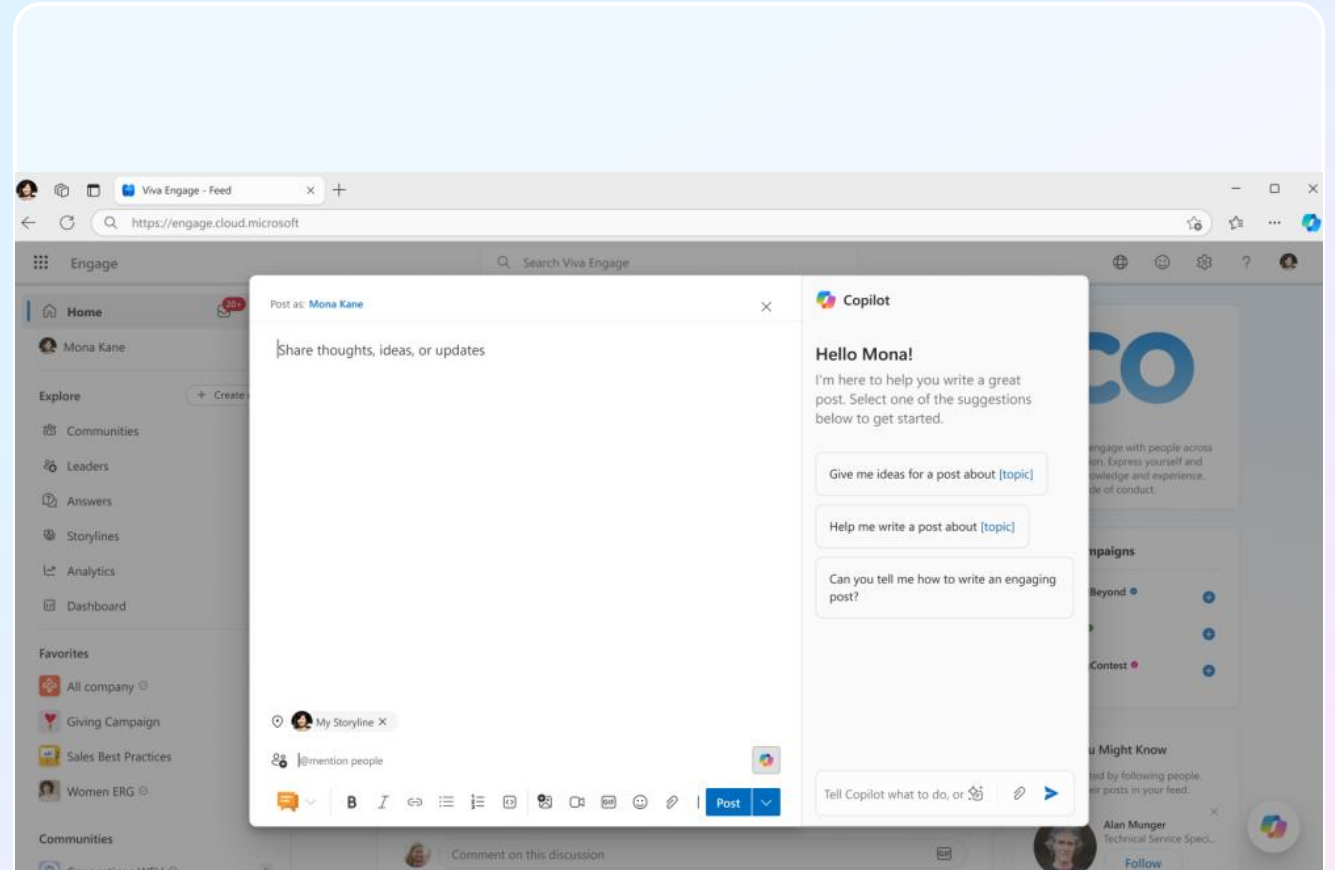 Viva Engage - Feed
https://engage.cloud.microsoft
Engage
Search Viva Engage
Home
20+
Mona Kane
Explore
+ Create
Communities
Leaders
Answers
Storylines
Analytics
Dashboard
Favorites
All company
Giving Campaign
Sales Best Practices
Women ERG
Communities
Post as: Mona Kane
Share thoughts, ideas, or updates
My Storyline
@mention people
B I
GIF
Post
Copilot
Hello Mona!
I'm here to help you write a great
post. Select one of the suggestions
below to get started.
Give me ideas for a post about [topic]
Help me write a post about [topic]
Can you tell me how to write an engaging
post?
Tell Copilot what to do, or
Comment on this discussion
GIF
CO
engage with people across
on. Express yourself and
owledge and experience.
de of conduct.
mpaigns
Beyond
Contest
u Might Know
ted by following people.
eir posts in your feed.
Alan Munger
Technical Service Speci...
Follow